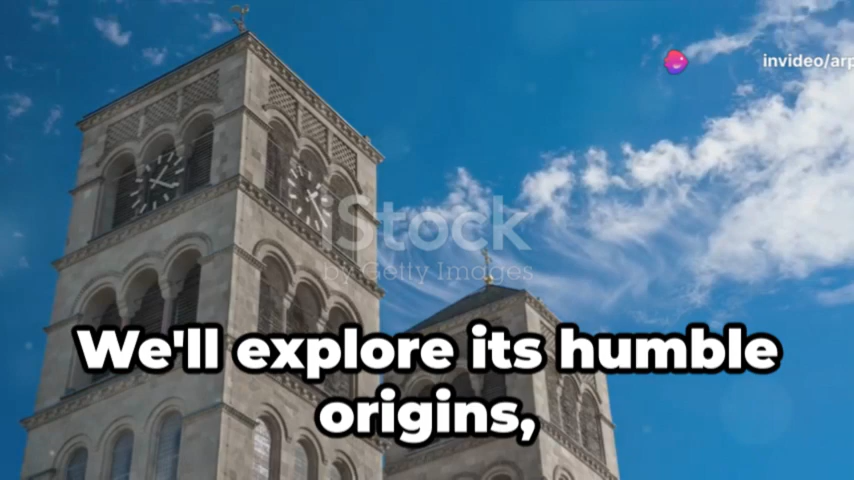 invideo/arp
iStock
by Getty Images
We'll explore its humble
origins,